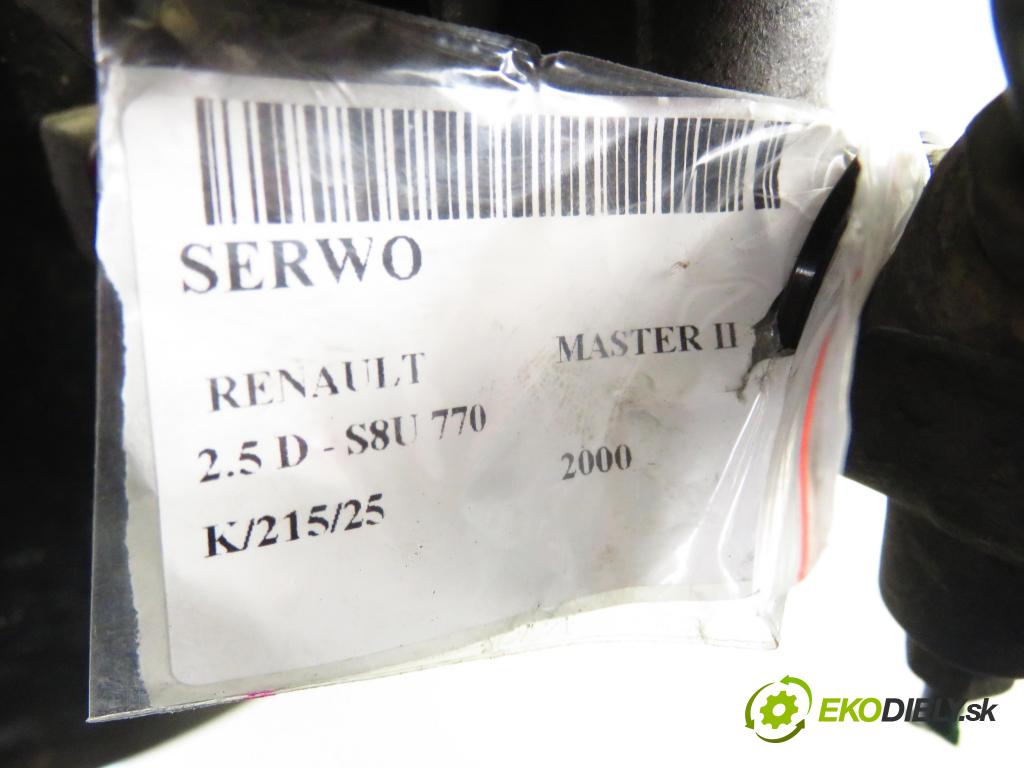 SERWO
RENAULT MASTER II
2.5 D - S8U 770
2000
K/215/25
EKODIELY.sk